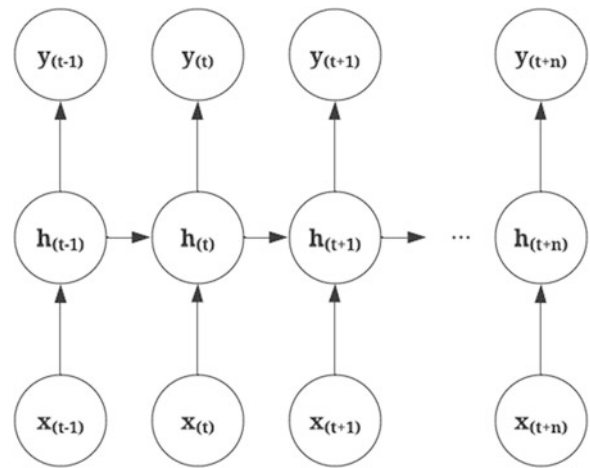 y(t-1) y(t) y(t+1) y(t+n)
h(t-1) h(t) h(t+1) ... h(t+n)
x(t-1) x(t) x(t+1) x(t+n)